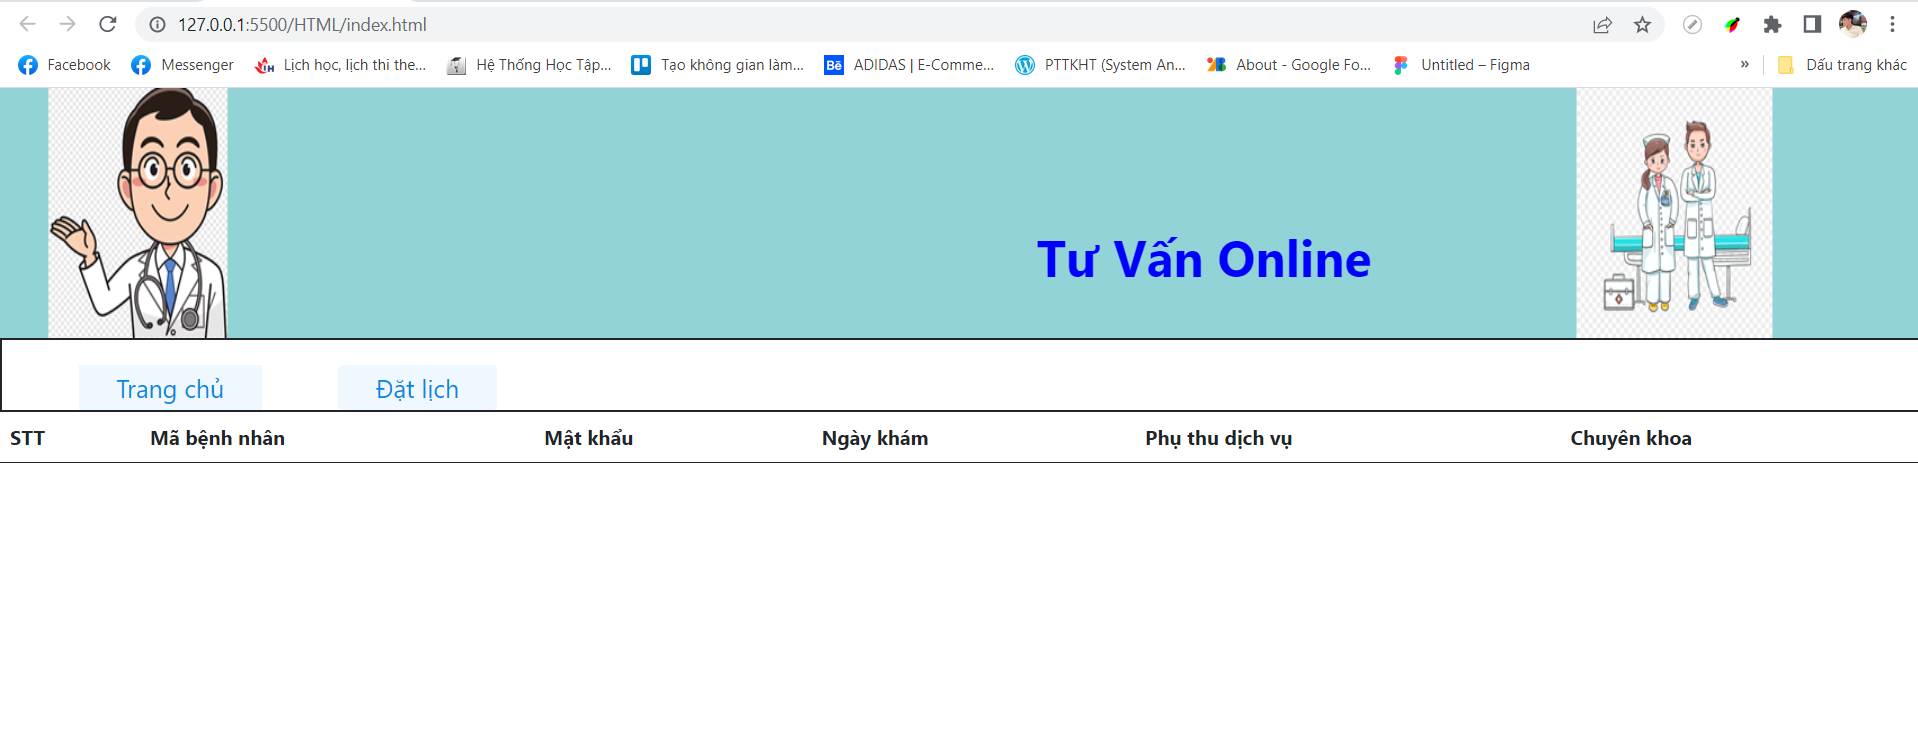 127.0.0.1:5500/HTML/index.html
Facebook Messenger Lịch học, lịch thi the... Hệ Thống Học Tập... Tạo không gian làm... Bē ADIDAS | E-Comme... PTTKHT (System An... About - Google Fo... Untitled – Figma » Dấu trang khác
Tư Vấn Online
Trang chủ Đặt lịch
STT Mã bệnh nhân Mật khẩu Ngày khám Phụ thu dịch vụ Chuyên khoa